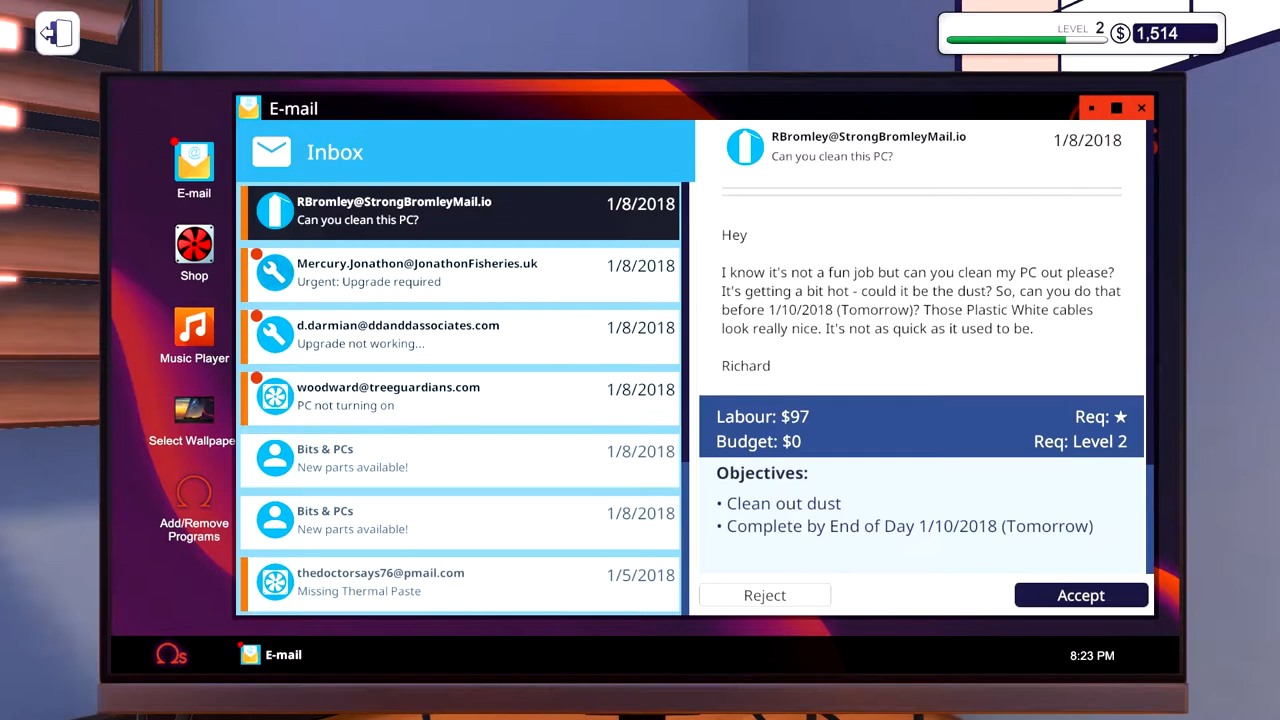 LEVEL 2
$ 1,514
E-mail
Inbox
RBromley@StrongBromleyMail.io
Can you clean this PC?
1/8/2018
Mercury.Jonathon@JonathonFisheries.uk
Urgent: Upgrade required
1/8/2018
d.darmian@ddanddassociates.com
Upgrade not working...
1/8/2018
woodward@treeguardians.com
PC not turning on
1/8/2018
Bits & PCs
New parts available!
1/8/2018
Bits & PCs
New parts available!
1/8/2018
thedoctorsays76@pmail.com
Missing Thermal Paste
1/5/2018
E-mail
Shop
Music Player
Select Wallpape
Add/Remove
Programs
RBromley@StrongBromleyMail.io
Can you clean this PC?
1/8/2018
Hey
I know it's not a fun job but can you clean my PC out please?
It's getting a bit hot - could it be the dust? So, can you do that
before 1/10/2018 (Tomorrow)? Those Plastic White cables
look really nice. It's not as quick as it used to be.
Richard
Labour: $97
Req: ★
Budget: $0
Req: Level 2
Objectives:
• Clean out dust
• Complete by End of Day 1/10/2018 (Tomorrow)
Reject
Accept
Ωs
E-mail
8:23 PM